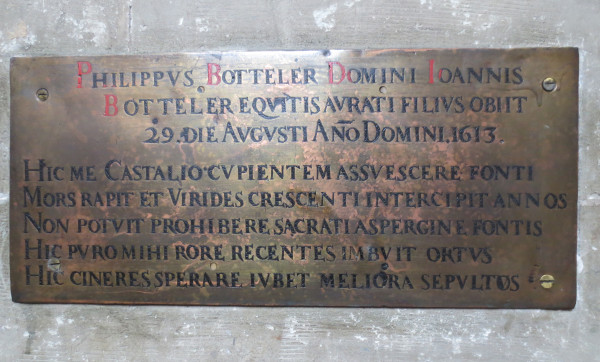 PHILIPPVS BOTTELER DOMINI IOANNIS
BOTTELER EQVITIS AVRATI FILIVS OBIIT
29. DIE AVGVSTI AÑO DOMINI. 1613.
HIC ME CASTALIO CVPIENTEM ASSVESCERE FONTI
MORS RAPIT ET VIRIDES CRESCENTI INTERCIPIT ANNOS
NON POTVIT PROHIBERE SACRATI ASPERGINE FONTIS
HIC PVRO MIHI RORE RECENTES IMBVIT ORTVS
HIC CINERES SPERARE IVBET MELIORA SEPVLTOS